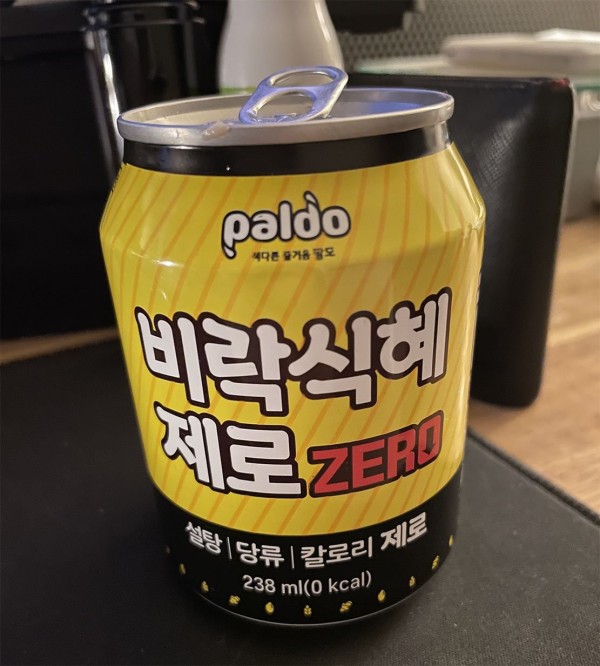 paldo
색다른 즐거움 팔도
비락식혜
제로 ZERO
설탕 | 당류 | 칼로리 제로
238 ml(0 kcal)